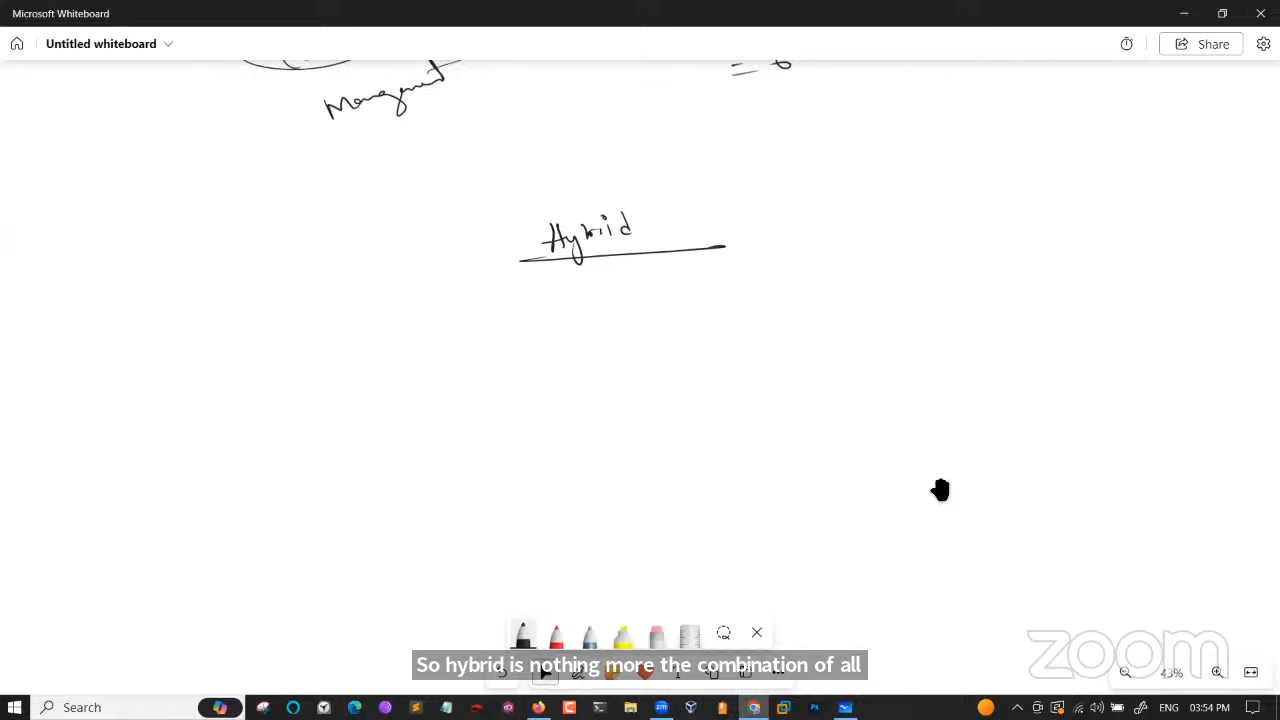 Microsoft Whiteboard
Untitled whiteboard
Share
Management
Hybrid
So hybrid is nothing more the combination of all
zoom
43%
Search
ENG
03:54 PM